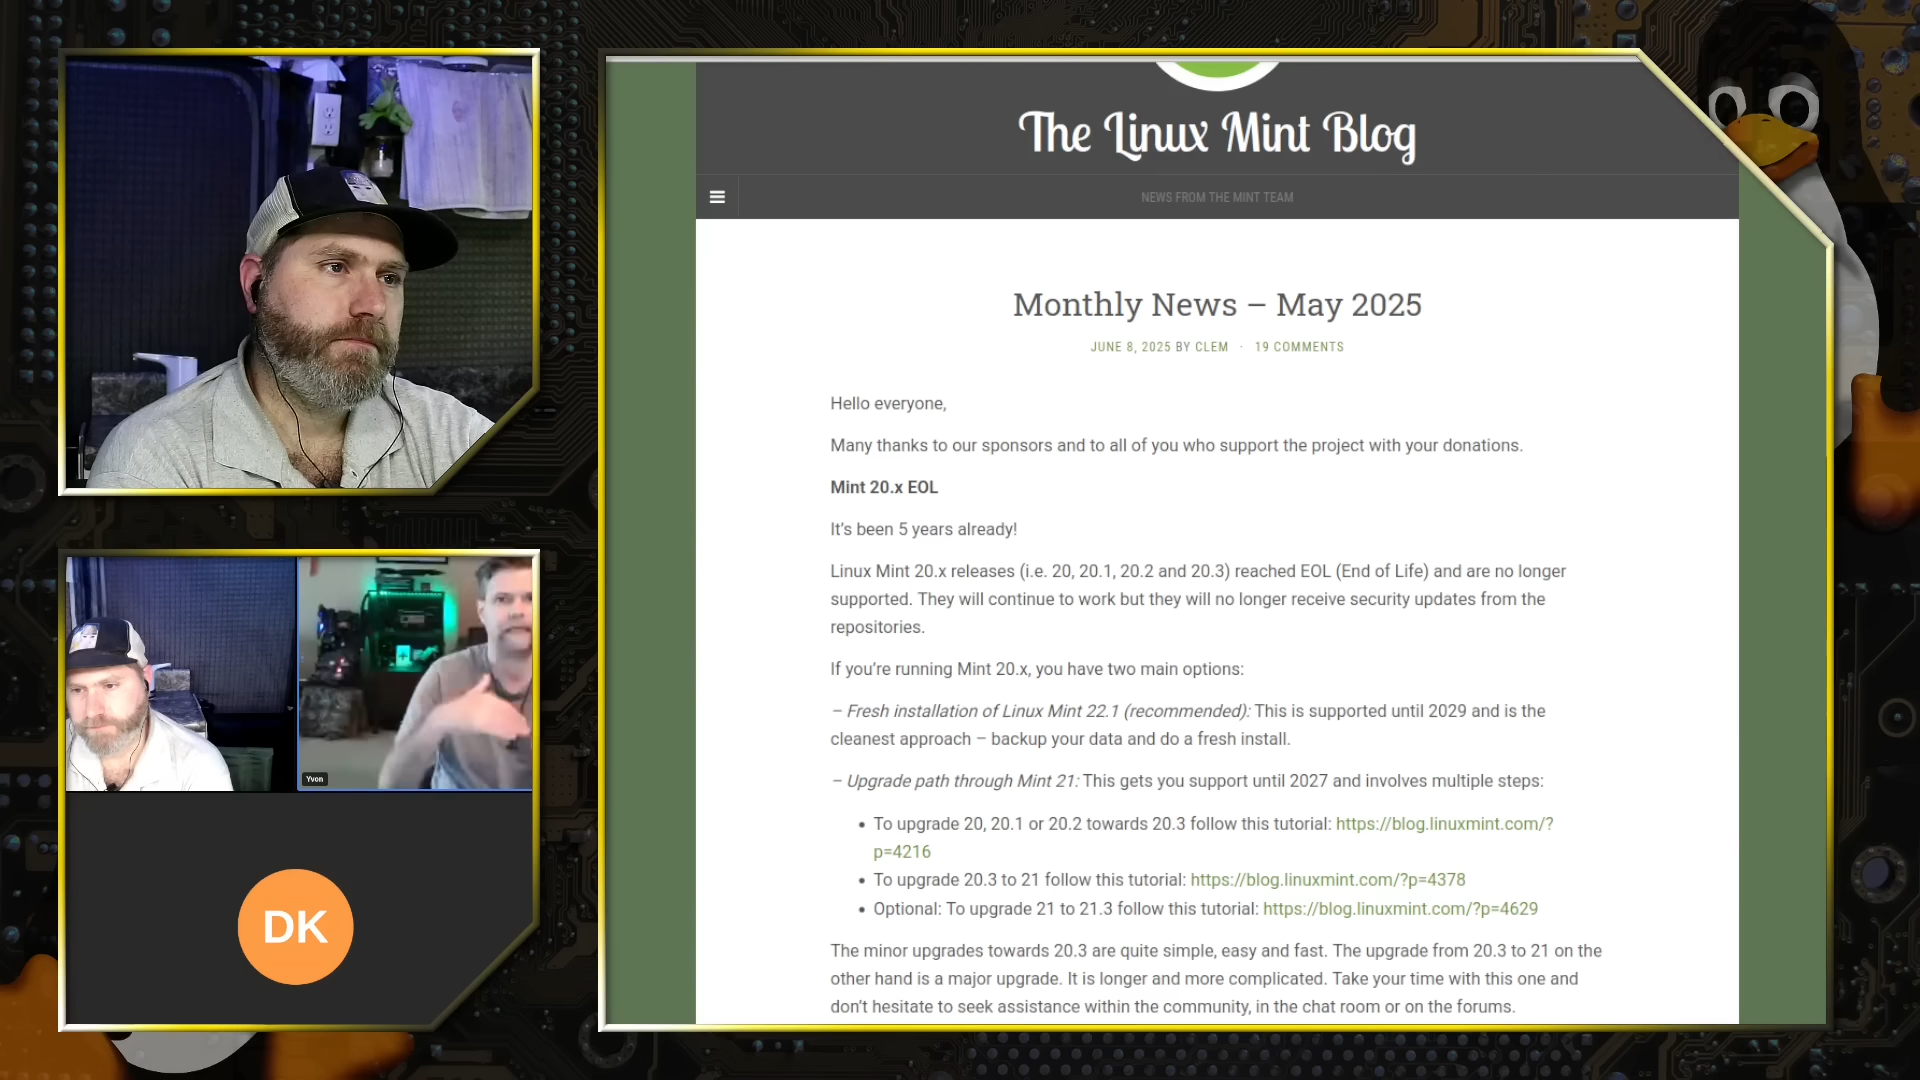 The Linux Mint Blog
NEWS FROM THE MINT TEAM
Monthly News – May 2025
JUNE 8, 2025 BY CLEM · 19 COMMENTS
Hello everyone,
Many thanks to our sponsors and to all of you who support the project with your donations.
Mint 20.x EOL
It's been 5 years already!
Linux Mint 20.x releases (i.e. 20, 20.1, 20.2 and 20.3) reached EOL (End of Life) and are no longer
supported. They will continue to work but they will no longer receive security updates from the
repositories.
If you're running Mint 20.x, you have two main options:
– Fresh installation of Linux Mint 22.1 (recommended): This is supported until 2029 and is the
cleanest approach – backup your data and do a fresh install.
– Upgrade path through Mint 21: This gets you support until 2027 and involves multiple steps:
• To upgrade 20, 20.1 or 20.2 towards 20.3 follow this tutorial: https://blog.linuxmint.com/?
p=4216
• To upgrade 20.3 to 21 follow this tutorial: https://blog.linuxmint.com/?p=4378
• Optional: To upgrade 21 to 21.3 follow this tutorial: https://blog.linuxmint.com/?p=4629
The minor upgrades towards 20.3 are quite simple, easy and fast. The upgrade from 20.3 to 21 on the
other hand is a major upgrade. It is longer and more complicated. Take your time with this one and
don't hesitate to seek assistance within the community, in the chat room or on the forums.
Yvon
DK